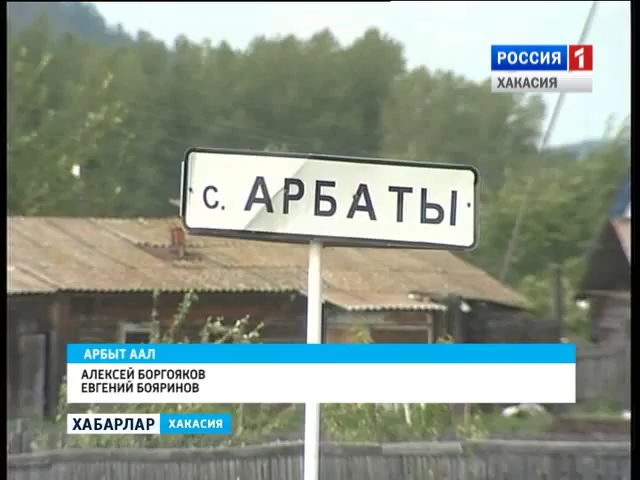 РОССИЯ 1
ХАКАСИЯ
с. АРБАТЫ
АРБЫТ ААЛ
АЛЕКСЕЙ БОРГОЯКОВ
ЕВГЕНИЙ БОЯРИНОВ
ХАБАРЛАР ХАКАСИЯ